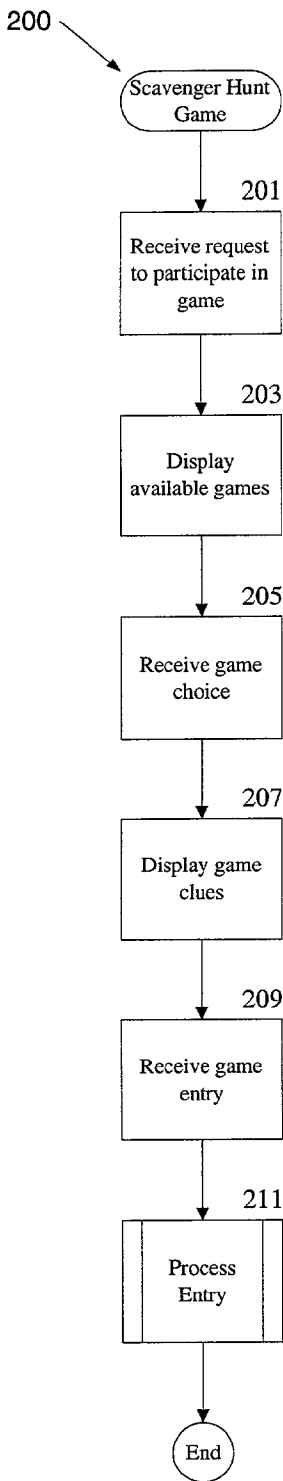 200
Scavenger Hunt
Game
201
Receive request
to participate in
game
203
Display
available games
205
Receive game
choice
207
Display game
clues
209
Receive game
entry
211
Process
Entry
End